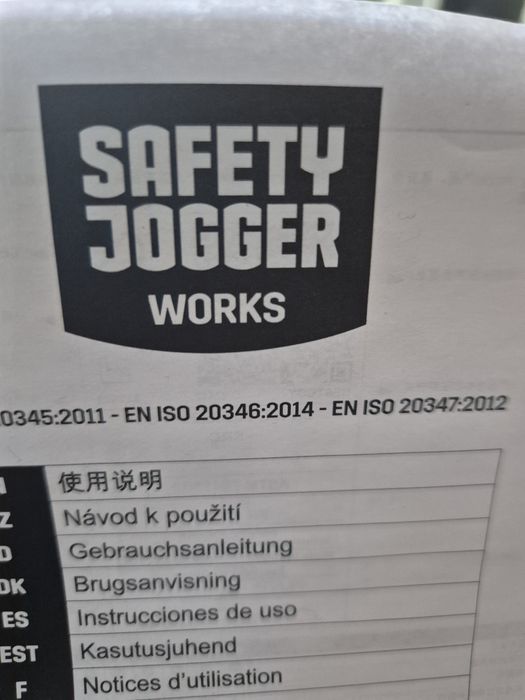 SAFETY
JOGGER
WORKS
20345:2011 - EN ISO 20346:2014 - EN ISO 20347:2012
使用说明
Z Návod k použití
D Gebrauchsanleitung
DK Brugsanvisning
ES Instrucciones de uso
EST Kasutusjuhend
F Notices d'utilisation